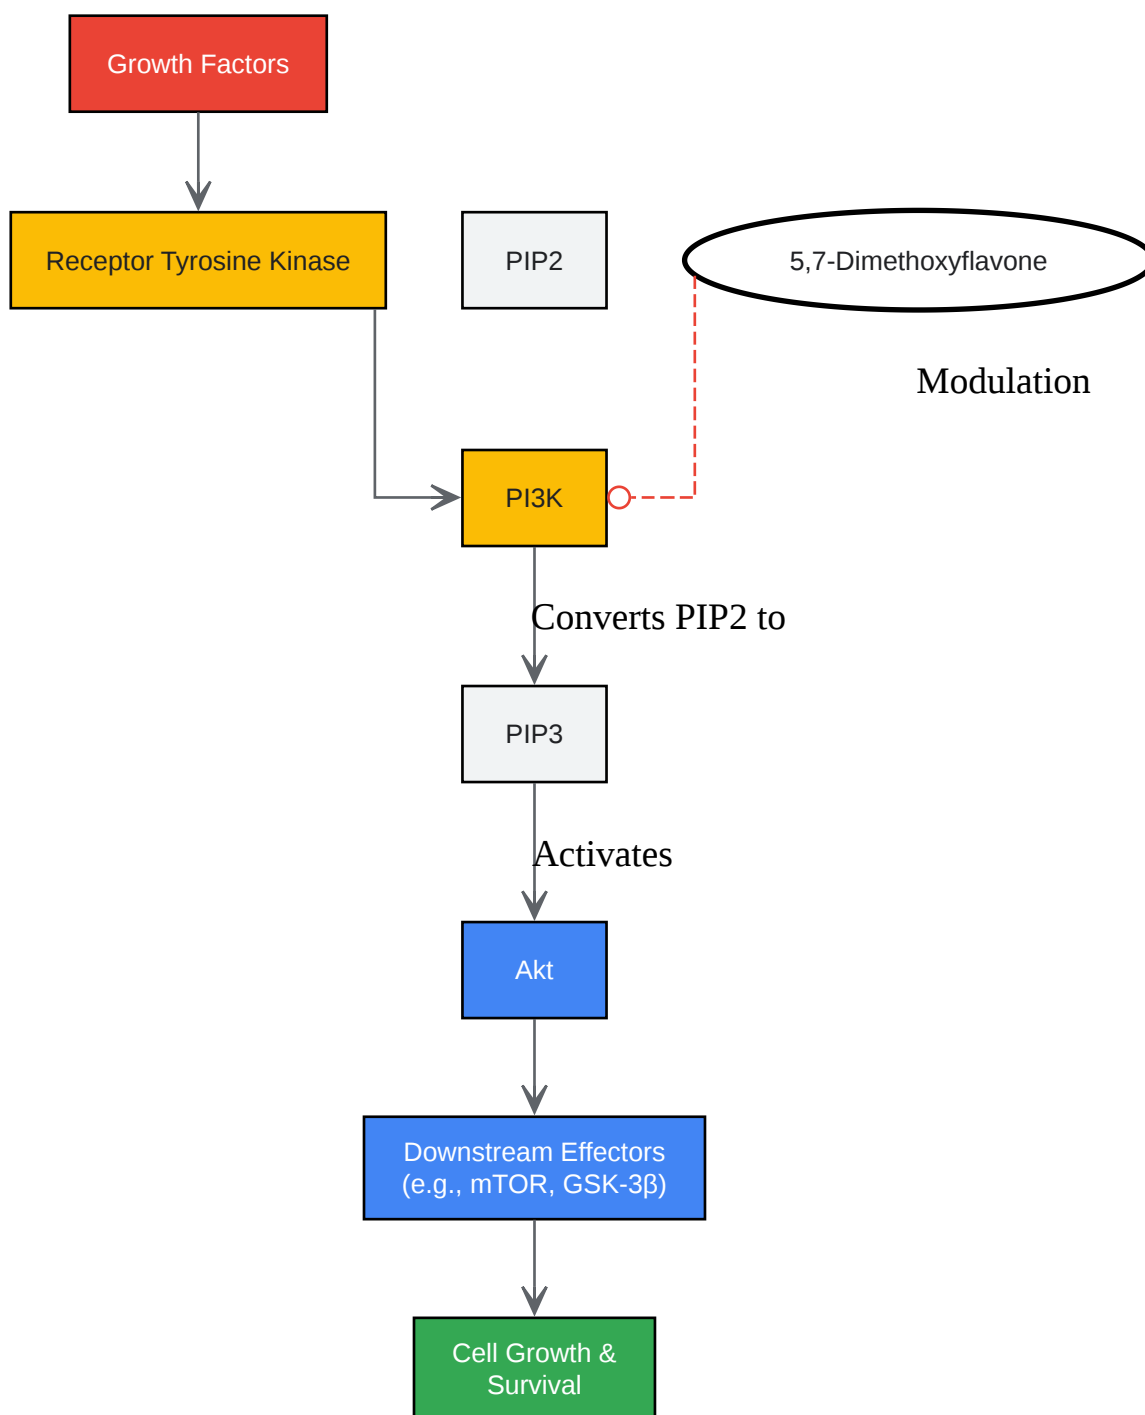 Growth Factors
Receptor Tyrosine Kinase
PIP2
5,7-Dimethoxyflavone
Modulation
PI3K
Converts PIP2 to
PIP3
Activates
Akt
Downstream Effectors
(e.g., mTOR, GSK-3β)
Cell Growth &
Survival